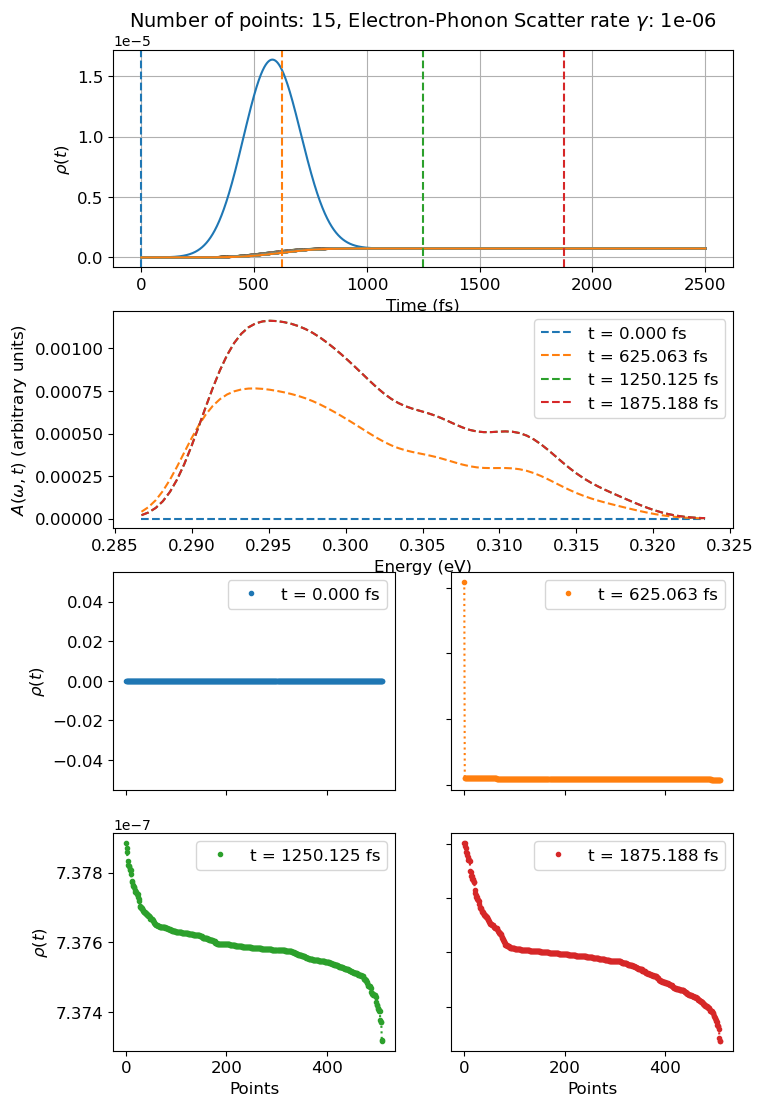 Number of points: 15, Electron-Phonon Scatter rate γ: 1e-06
1e−5
1.5
1.0
0.5
0.0
ρ(t)
0 500 1000 1500 2000 2500
Time (fs)
0.00100
0.00075
0.00050
0.00025
0.00000
A(ω, t) (arbitrary units)
t = 0.000 fs
t = 625.063 fs
t = 1250.125 fs
t = 1875.188 fs
0.285 0.290 0.295 0.300 0.305 0.310 0.315 0.320 0.325
Energy (eV)
0.04
0.02
0.00
−0.02
−0.04
ρ(t)
t = 0.000 fs
t = 625.063 fs
1e−7
7.378
7.376
7.374
ρ(t)
t = 1250.125 fs
0 200 400
Points
t = 1875.188 fs
0 200 400
Points